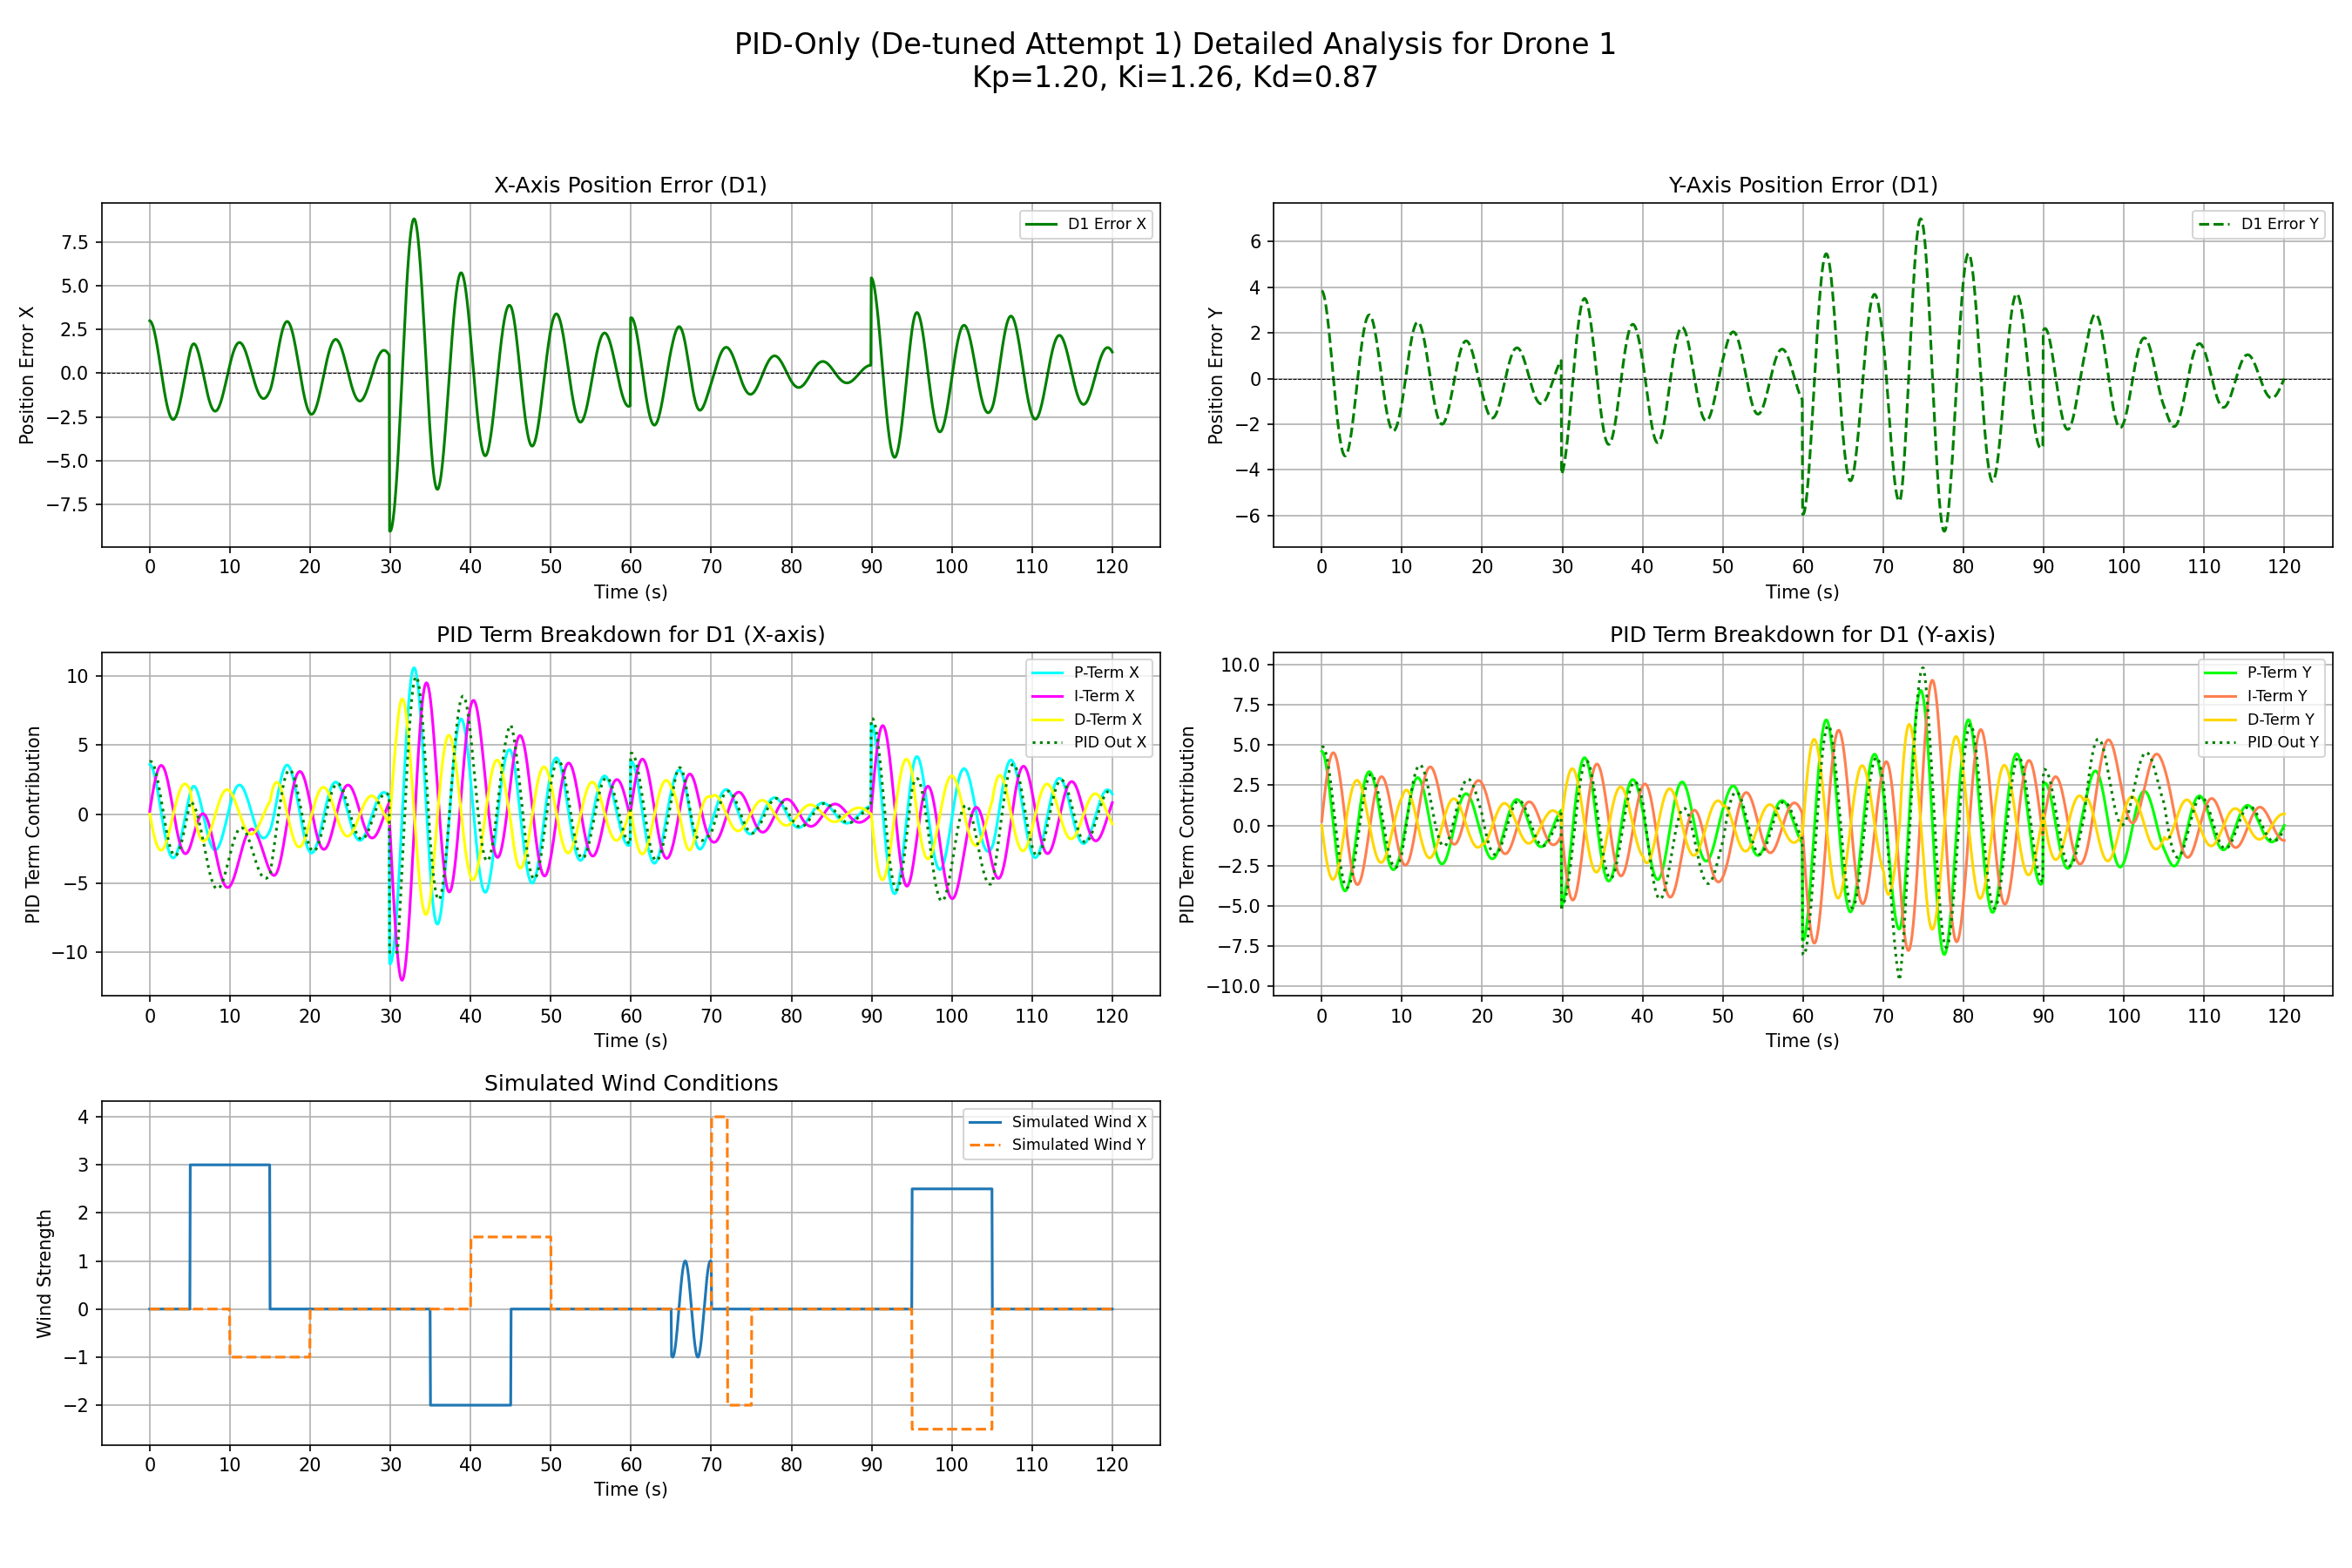 PID-Only (De-tuned Attempt 1) Detailed Analysis for Drone 1
Kp=1.20, Ki=1.26, Kd=0.87
X-Axis Position Error (D1)
Position Error X
7.5
5.0
2.5
0.0
−2.5
−5.0
−7.5
D1 Error X
0 10 20 30 40 50 60 70 80 90 100 110 120
Time (s)
Y-Axis Position Error (D1)
Position Error Y
6
4
2
0
−2
−4
−6
D1 Error Y
0 10 20 30 40 50 60 70 80 90 100 110 120
Time (s)
PID Term Breakdown for D1 (X-axis)
PID Term Contribution
10
5
0
−5
−10
P-Term X
I-Term X
D-Term X
PID Out X
0 10 20 30 40 50 60 70 80 90 100 110 120
Time (s)
PID Term Breakdown for D1 (Y-axis)
PID Term Contribution
10.0
7.5
5.0
2.5
0.0
−2.5
−5.0
−7.5
−10.0
P-Term Y
I-Term Y
D-Term Y
PID Out Y
0 10 20 30 40 50 60 70 80 90 100 110 120
Time (s)
Simulated Wind Conditions
Wind Strength
4
3
2
1
0
−1
−2
Simulated Wind X
Simulated Wind Y
0 10 20 30 40 50 60 70 80 90 100 110 120
Time (s)